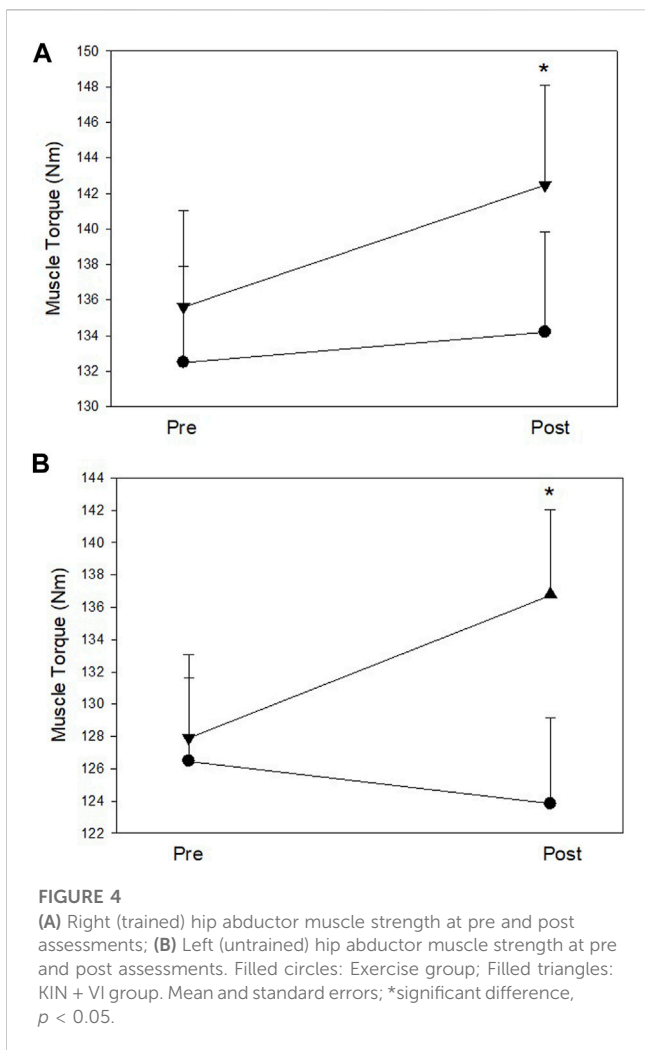 A
150
*
148
146
144
142
140
138
136
134
132
130
Muscle Torque (Nm)
Pre
Post
B
144
*
142
140
138
136
134
132
130
128
126
124
122
Muscle Torque (Nm)
Pre
Post
FIGURE 4
(A) Right (trained) hip abductor muscle strength at pre and post
assessments; (B) Left (untrained) hip abductor muscle strength at pre
and post assessments. Filled circles: Exercise group; Filled triangles:
KIN + VI group. Mean and standard errors; *significant difference,
p < 0.05.